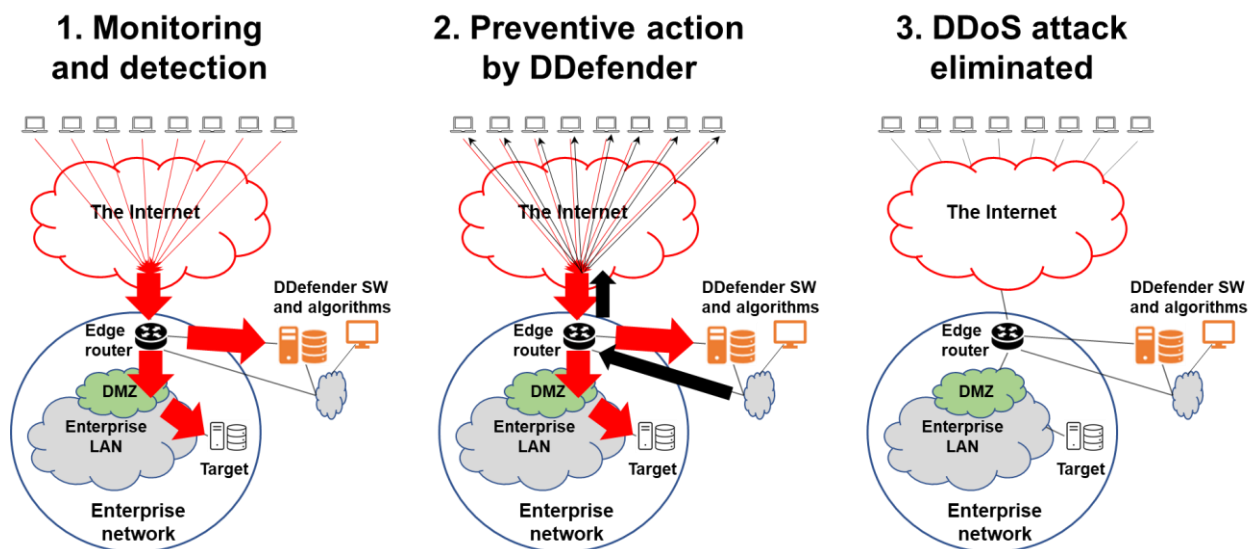 1. Monitoring
and detection
The Internet
DDefender SW
and algorithms
Edge
router
DMZ
Enterprise
LAN
Target
Enterprise
network
2. Preventive action
by DDefender
The Internet
DDefender SW
and algorithms
Edge
router
DMZ
Enterprise
LAN
Target
Enterprise
network
3. DDoS attack
eliminated
The Internet
DDefender SW
and algorithms
Edge
router
DMZ
Enterprise
LAN
Target
Enterprise
network